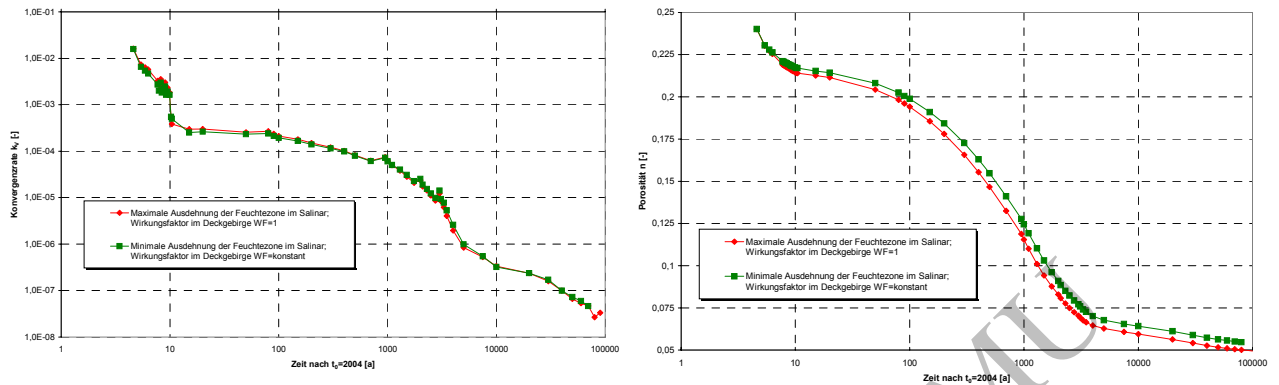 1,0E-01
1,0E-02
1,0E-03
1,0E-04
1,0E-05
1,0E-06
1,0E-07
1,0E-08
Konvergenzrate kᵥ [-]
Maximale Ausdehnung der Feuchtezone im Salinar;
Wirkungsfaktor im Deckgebirge WF=1
Minimale Ausdehnung der Feuchtezone im Salinar;
Wirkungsfaktor im Deckgebirge WF=konstant
1 10 100 1000 10000 100000
Zeit nach t₀=2004 [a]
0,25
0,225
0,2
0,175
0,15
0,125
0,1
0,075
0,05
Porosität n [-]
Maximale Ausdehnung der Feuchtezone im Salinar;
Wirkungsfaktor im Deckgebirge WF=1
Minimale Ausdehnung der Feuchtezone im Salinar;
Wirkungsfaktor im Deckgebirge WF=konstant
1 10 100 1000 10000 100000
Zeit nach t₀=2004 [a]
MU